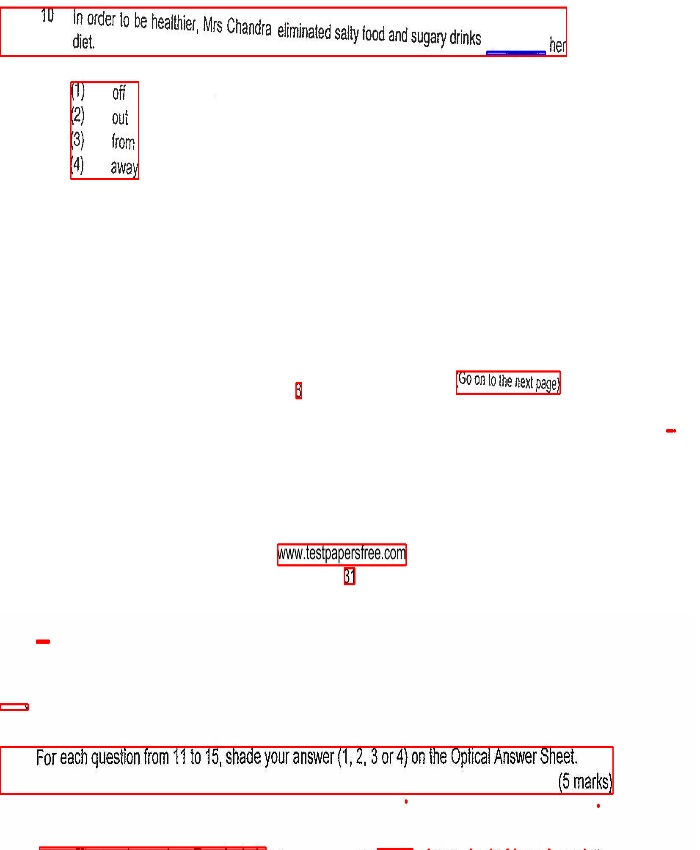 10 In order to be healthier, Mrs Chandra eliminated salty food and sugary drinks ________ her
diet.
(1) off
(2) out
(3) from
(4) away
(Go on to the next page)
www.testpapersfree.com
31
For each question from 11 to 15, shade your answer (1, 2, 3 or 4) on the Optical Answer Sheet.
(5 marks)